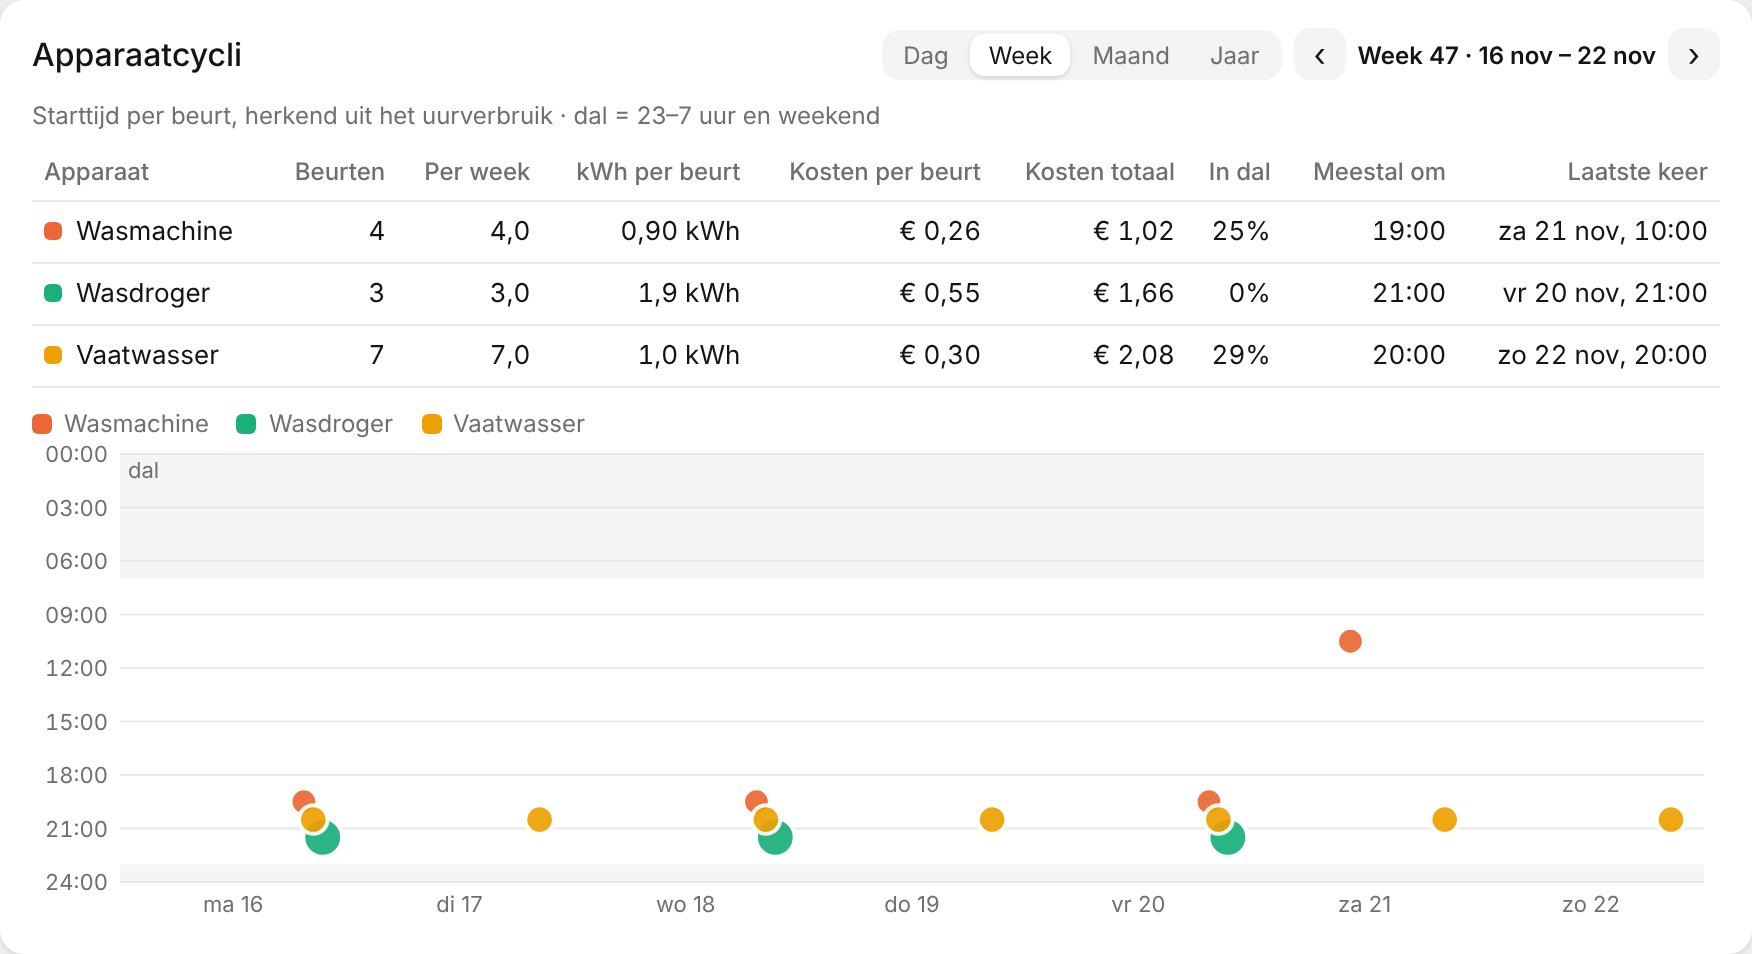 Apparaatcycli
Dag Week Maand Jaar ‹ Week 47 · 16 nov – 22 nov ›
Starttijd per beurt, herkend uit het uurverbruik · dal = 23–7 uur en weekend
Apparaat Beurten Per week kWh per beurt Kosten per beurt Kosten totaal In dal Meestal om Laatste keer
Wasmachine 4 4,0 0,90 kWh € 0,26 € 1,02 25% 19:00 za 21 nov, 10:00
Wasdroger 3 3,0 1,9 kWh € 0,55 € 1,66 0% 21:00 vr 20 nov, 21:00
Vaatwasser 7 7,0 1,0 kWh € 0,30 € 2,08 29% 20:00 zo 22 nov, 20:00
Wasmachine Wasdroger Vaatwasser
00:00
dal
03:00
06:00
09:00
12:00
15:00
18:00
21:00
24:00
ma 16 di 17 wo 18 do 19 vr 20 za 21 zo 22